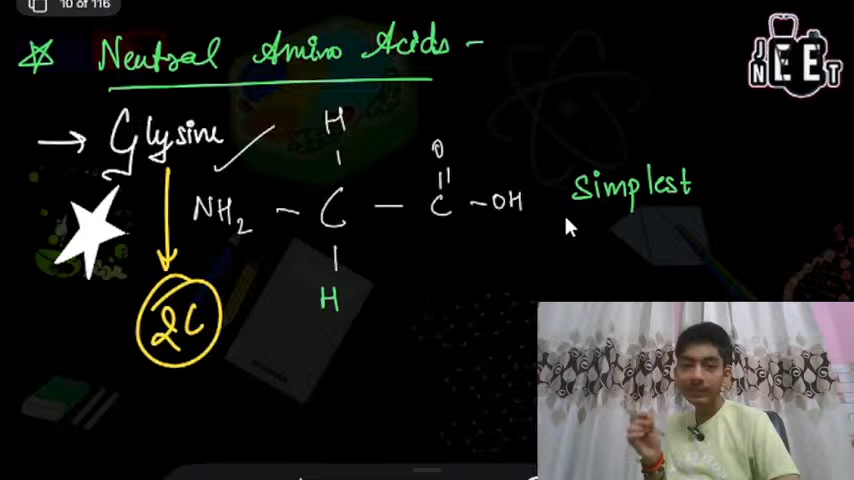 10 of 116
Neutral Amino Acids -
J
NEET
→ Glysine
H
O
NH2 - C - C - OH
Simplest
H
2C